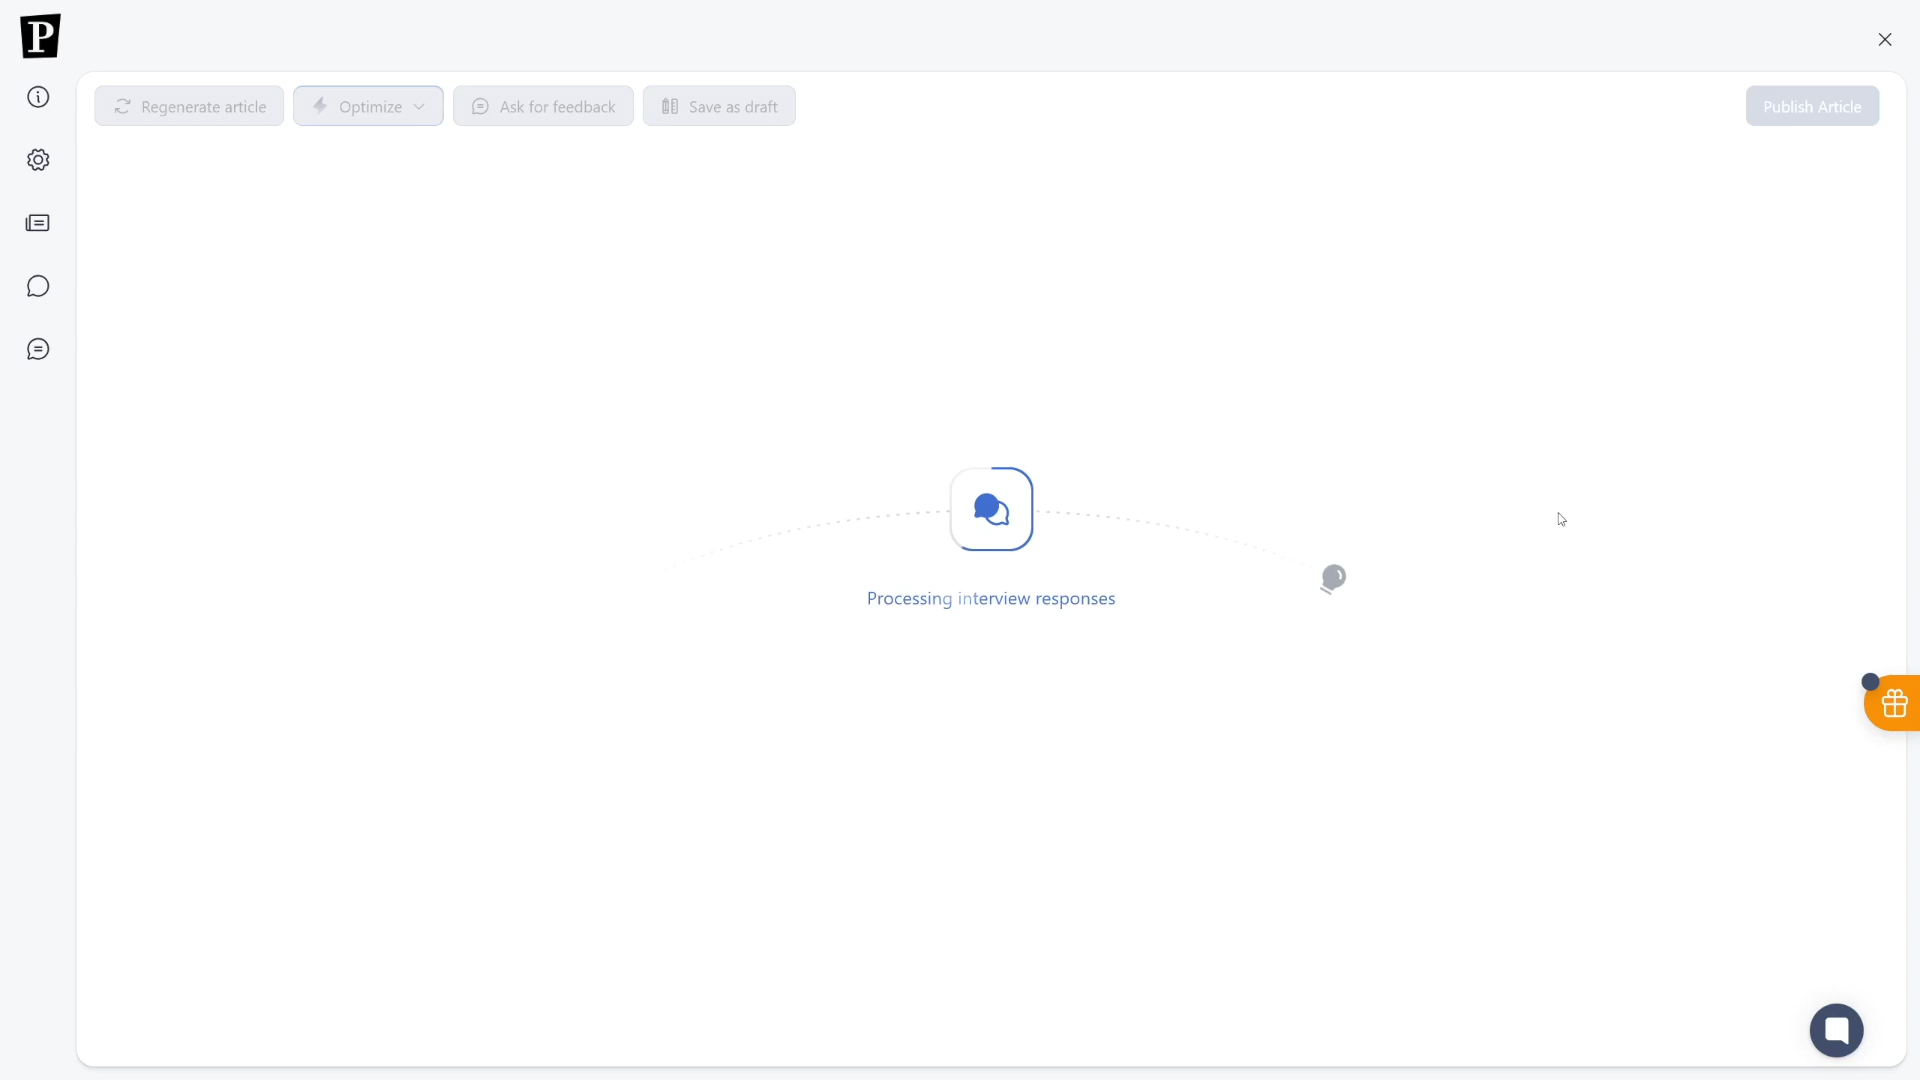 P
Regenerate article
Optimize
Ask for feedback
Save as draft
Publish Article
Processing interview responses